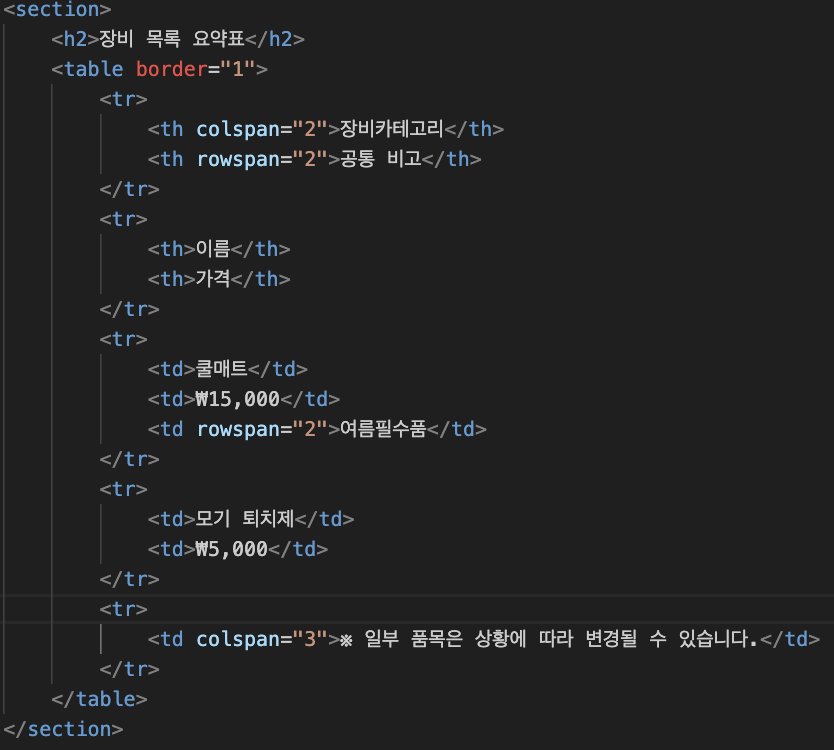 <section>
    <h2>장비 목록 요약표</h2>
    <table border="1">
        <tr>
            <th colspan="2">장비카테고리</th>
            <th rowspan="2">공통 비고</th>
        </tr>
        <tr>
            <th>이름</th>
            <th>가격</th>
        </tr>
        <tr>
            <td>쿨매트</td>
            <td>₩15,000</td>
            <td rowspan="2">여름필수품</td>
        </tr>
        <tr>
            <td>모기 퇴치제</td>
            <td>₩5,000</td>
        </tr>
        <tr>
            <td colspan="3">※ 일부 품목은 상황에 따라 변경될 수 있습니다.</td>
        </tr>
    </table>
</section>